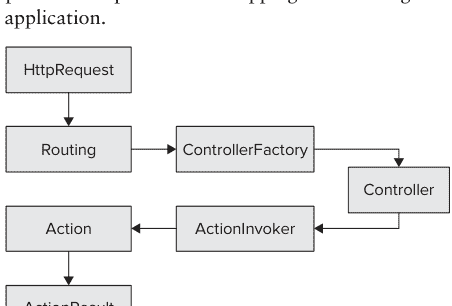 application.
HttpRequest
Routing
ControllerFactory
Controller
Action
ActionInvoker
ActionResult